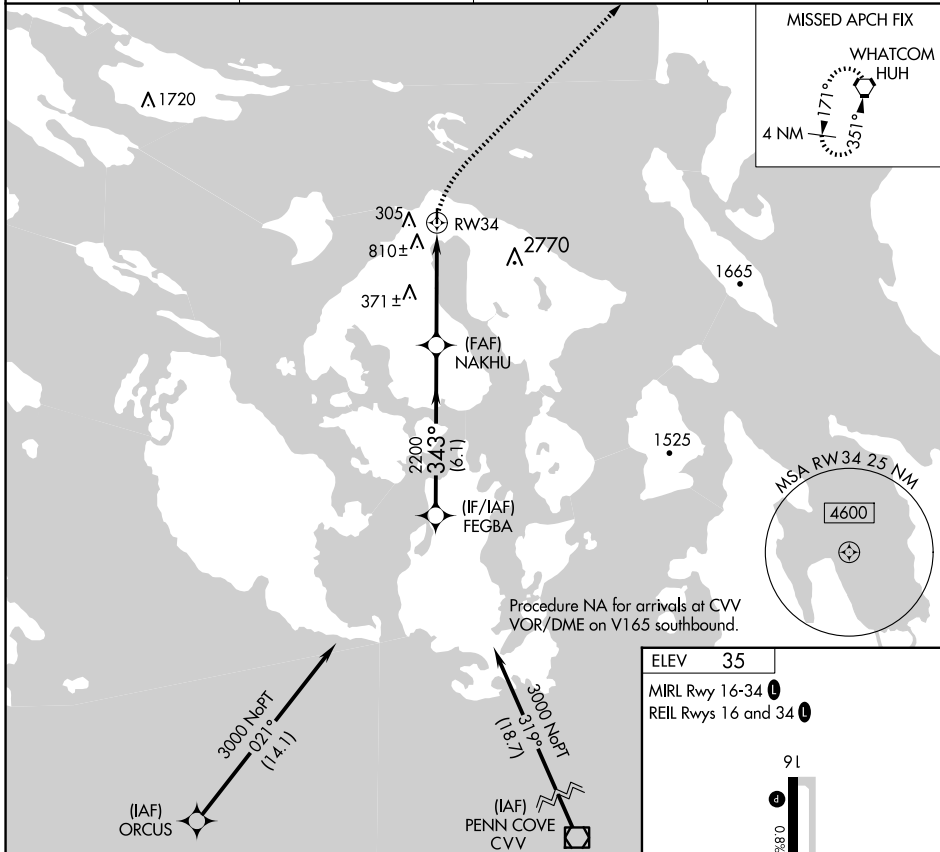 MISSED APCH FIX
WHATCOM
HUH
171°
351°
4 NM
1720
305
RW34
810±
2770
371±
1665
(FAF)
NAKHU
2200
343°
(6.1)
1525
(IF/IAF)
FEGBA
MSA RW34 25 NM
4600
Procedure NA for arrivals at CVV
VOR/DME on V165 southbound.
3000 NoPT
021°
(14.1)
3000 NoPT
319°
(18.7)
(IAF)
ORCUS
(IAF)
PENN COVE
CVV
ELEV 35
MIRL Rwy 16-34 L
REIL Rwys 16 and 34 L
16
P
0.8%